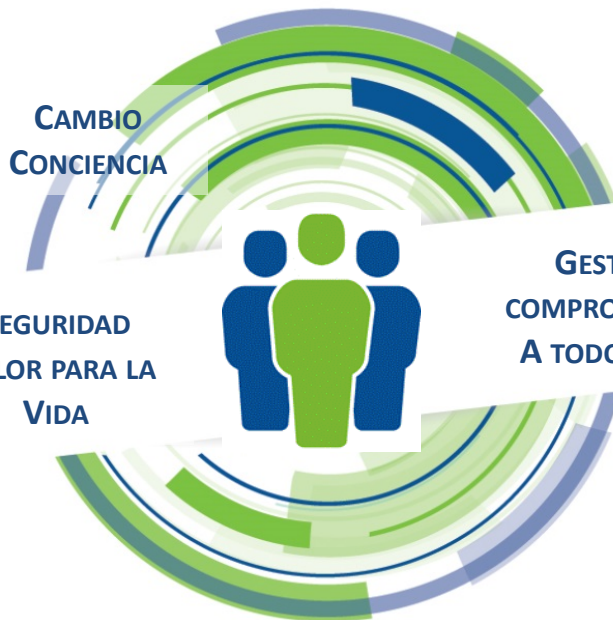 CAMBIO
CONCIENCIA
EGURIDAD
LOR PARA LA
VIDA
GEST
COMPRO
A TODO